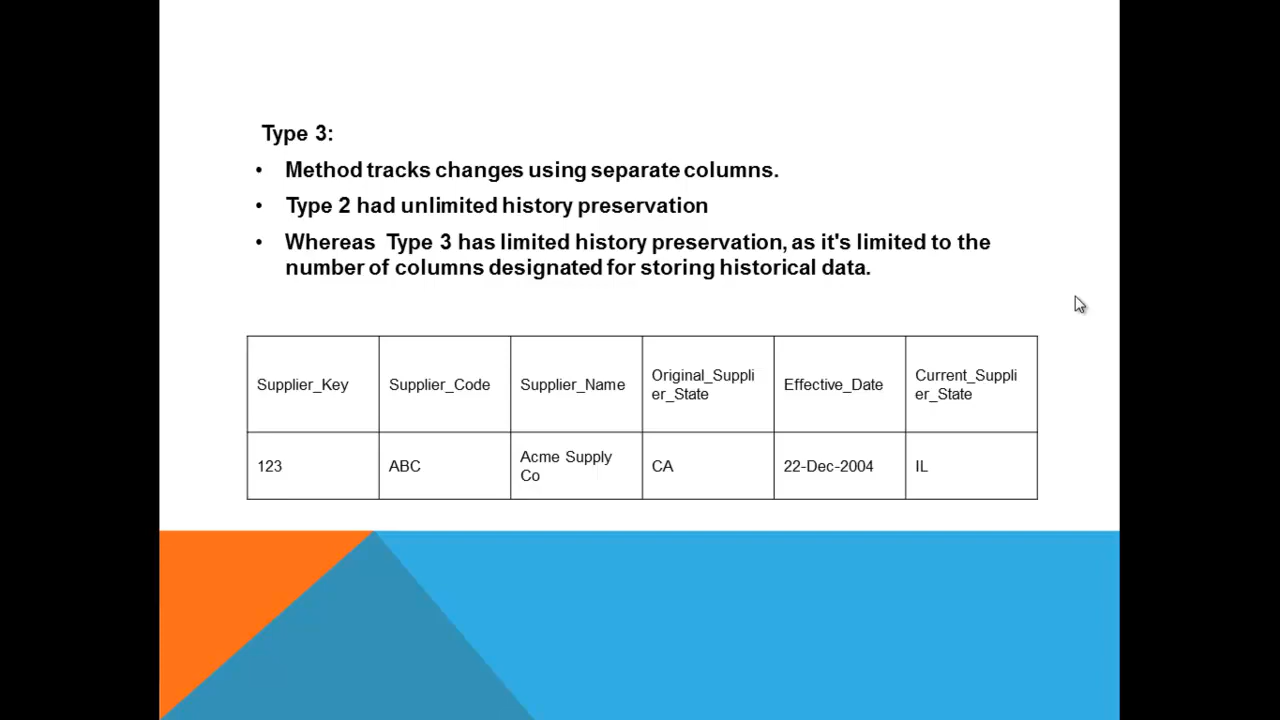 Type 3:
• Method tracks changes using separate columns.
• Type 2 had unlimited history preservation
• Whereas Type 3 has limited history preservation, as it's limited to the
number of columns designated for storing historical data.
Supplier_Key
Supplier_Code
Supplier_Name
Original_Suppli
er_State
Effective_Date
Current_Suppli
er_State
123
ABC
Acme Supply
Co
CA
22-Dec-2004
IL